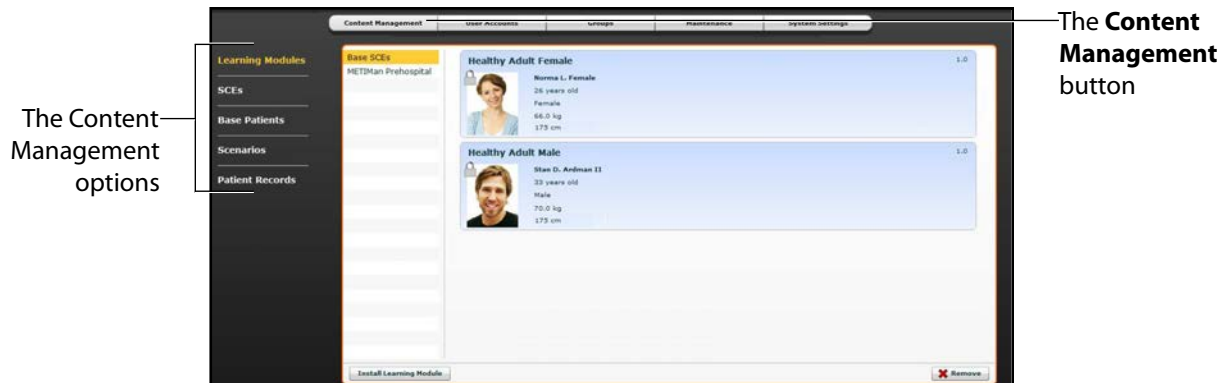 Content Management
User Accounts
Groups
Maintenance
System Settings
The Content
Management
button
The Content
Management
options
Learning Modules
SCEs
Base Patients
Scenarios
Patient Records
Base SCEs
METIMan Prehospital
Healthy Adult Female
1.0
Norma L. Female
26 years old
Female
66.0 kg
173 cm
Healthy Adult Male
1.0
Stan D. Ardman II
33 years old
Male
70.0 kg
173 cm
Install Learning Module
Remove